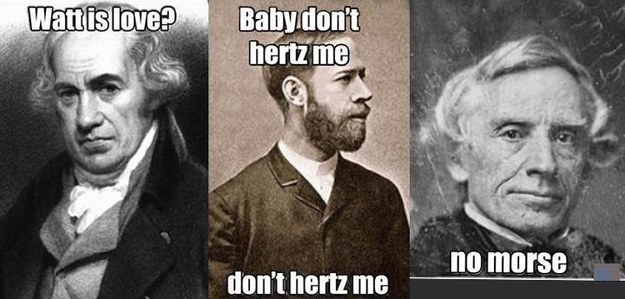 Watt is love?
Baby don't
hertz me
don't hertz me
no morse